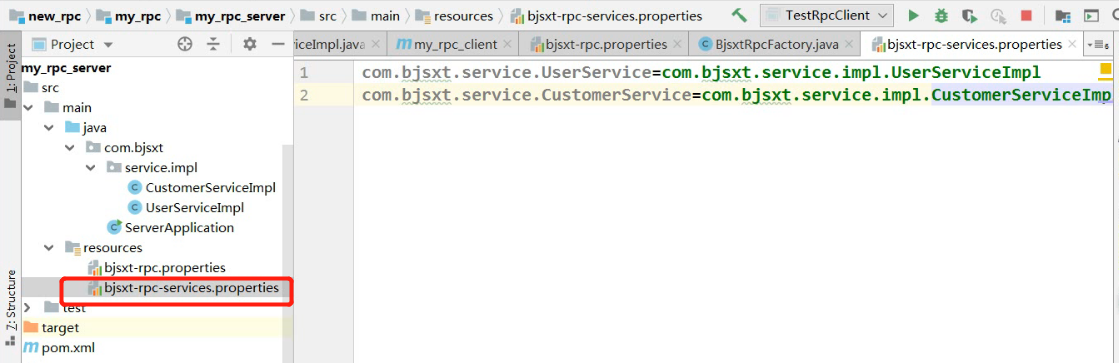 new_rpc my_rpc my_rpc_server src main resources bjsxt-rpc-services.properties TestRpcClient
1: Project
Project
viceImpl.java my_rpc_client bjsxt-rpc.properties BjsxtRpcFactory.java bjsxt-rpc-services.properties 6
my_rpc_server
src
main
java
com.bjsxt
service.impl
CustomerServiceImpl
UserServiceImpl
ServerApplication
resources
bjsxt-rpc.properties
bjsxt-rpc-services.properties
test
target
pom.xml
Z: Structure
1 com.bjsxt.service.UserService=com.bjsxt.service.impl.UserServiceImpl
2 com.bjsxt.service.CustomerService=com.bjsxt.service.impl.CustomerServiceImp